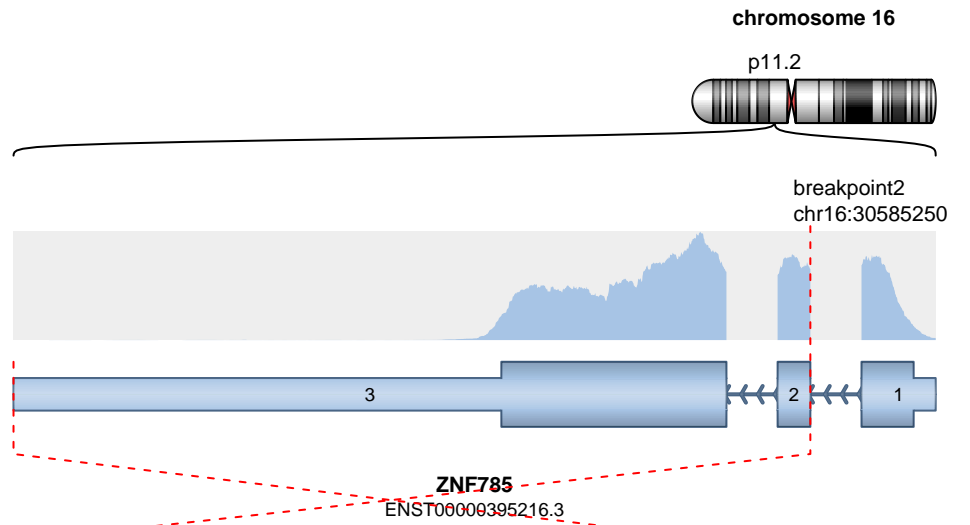 chromosome 16
p11.2
breakpoint2
chr16:30585250
3
2
1
ZNF785
ENST00000395216.3